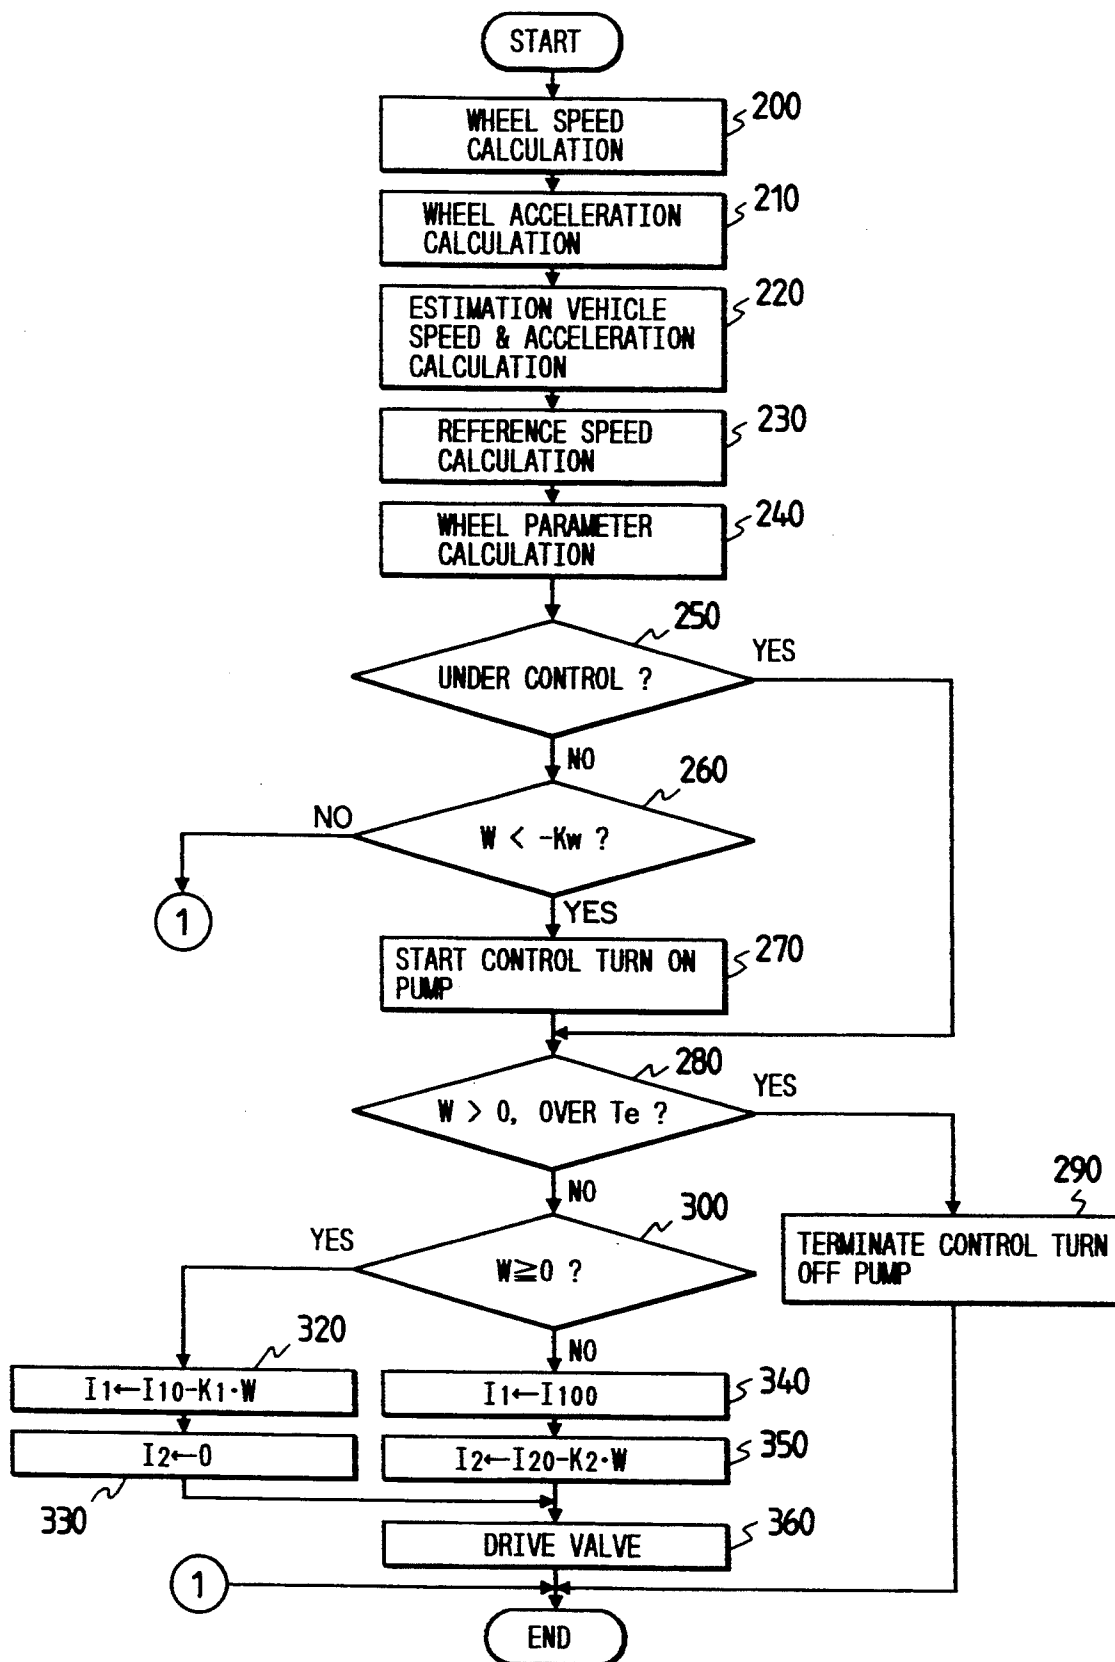 START
WHEEL SPEED
CALCULATION
200
WHEEL ACCELERATION
CALCULATION
210
ESTIMATION VEHICLE
SPEED & ACCELERATION
CALCULATION
220
REFERENCE SPEED
CALCULATION
230
WHEEL PARAMETER
CALCULATION
240
250
UNDER CONTROL ?
YES
NO
260
W < -Kw ?
NO
1
YES
START CONTROL TURN ON
PUMP
270
280
W > 0, OVER Te ?
YES
NO
290
TERMINATE CONTROL TURN
OFF PUMP
300
W≧0 ?
YES
NO
320
I1←I10-K1·W
I2←0
330
I1←I100
340
I2←I20-K2·W
350
DRIVE VALVE
360
1
END